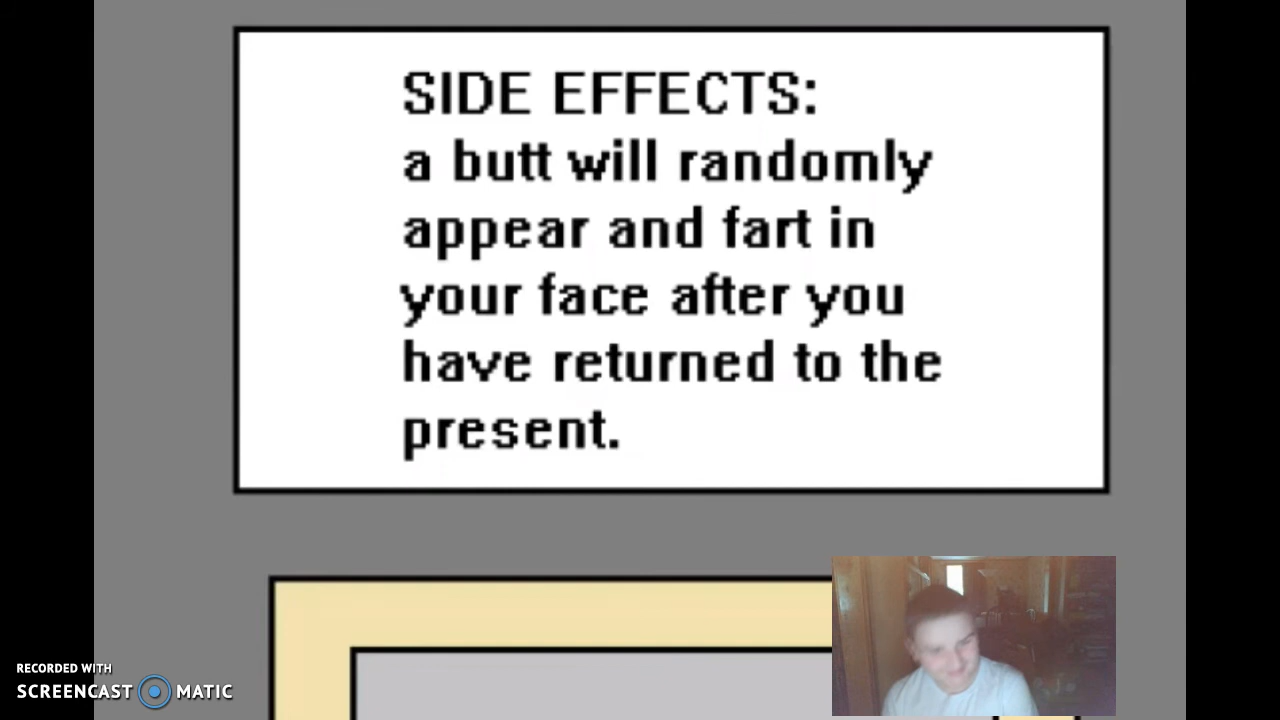 SIDE EFFECTS:
a butt will randomly
appear and fart in
your face after you
have returned to the
present.
RECORDED WITH
SCREENCAST MATIC